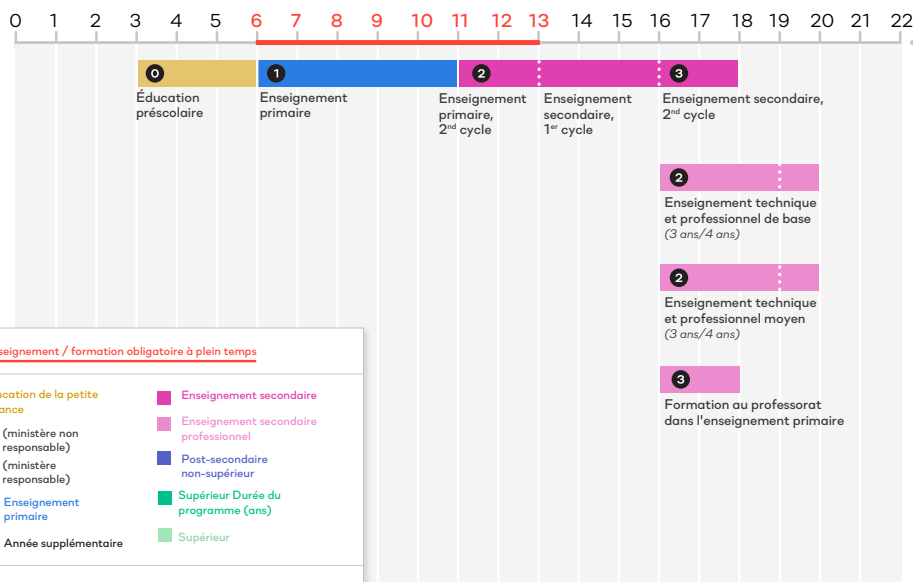 0 1 2 3 4 5 6 7 8 9 10 11 12 13 14 15 16 17 18 19 20 21 22
0 1 2 3
Éducation
préscolaire
Enseignement
primaire
Enseignement
primaire,
2nd cycle
Enseignement
secondaire,
1er cycle
Enseignement secondaire,
2nd cycle
2
Enseignement technique
et professionnel de base
(3 ans/4 ans)
2
Enseignement technique
et professionnel moyen
(3 ans/4 ans)
3
Formation au professorat
dans l'enseignement primaire
seignement / formation obligatoire à plein temps
ucation de la petite
ance
(ministère non
responsable)
(ministère
responsable)
Enseignement
primaire
Année supplémentaire
Enseignement secondaire
Enseignement secondaire
professionnel
Post-secondaire
non-supérieur
Supérieur Durée du
programme (ans)
Supérieur